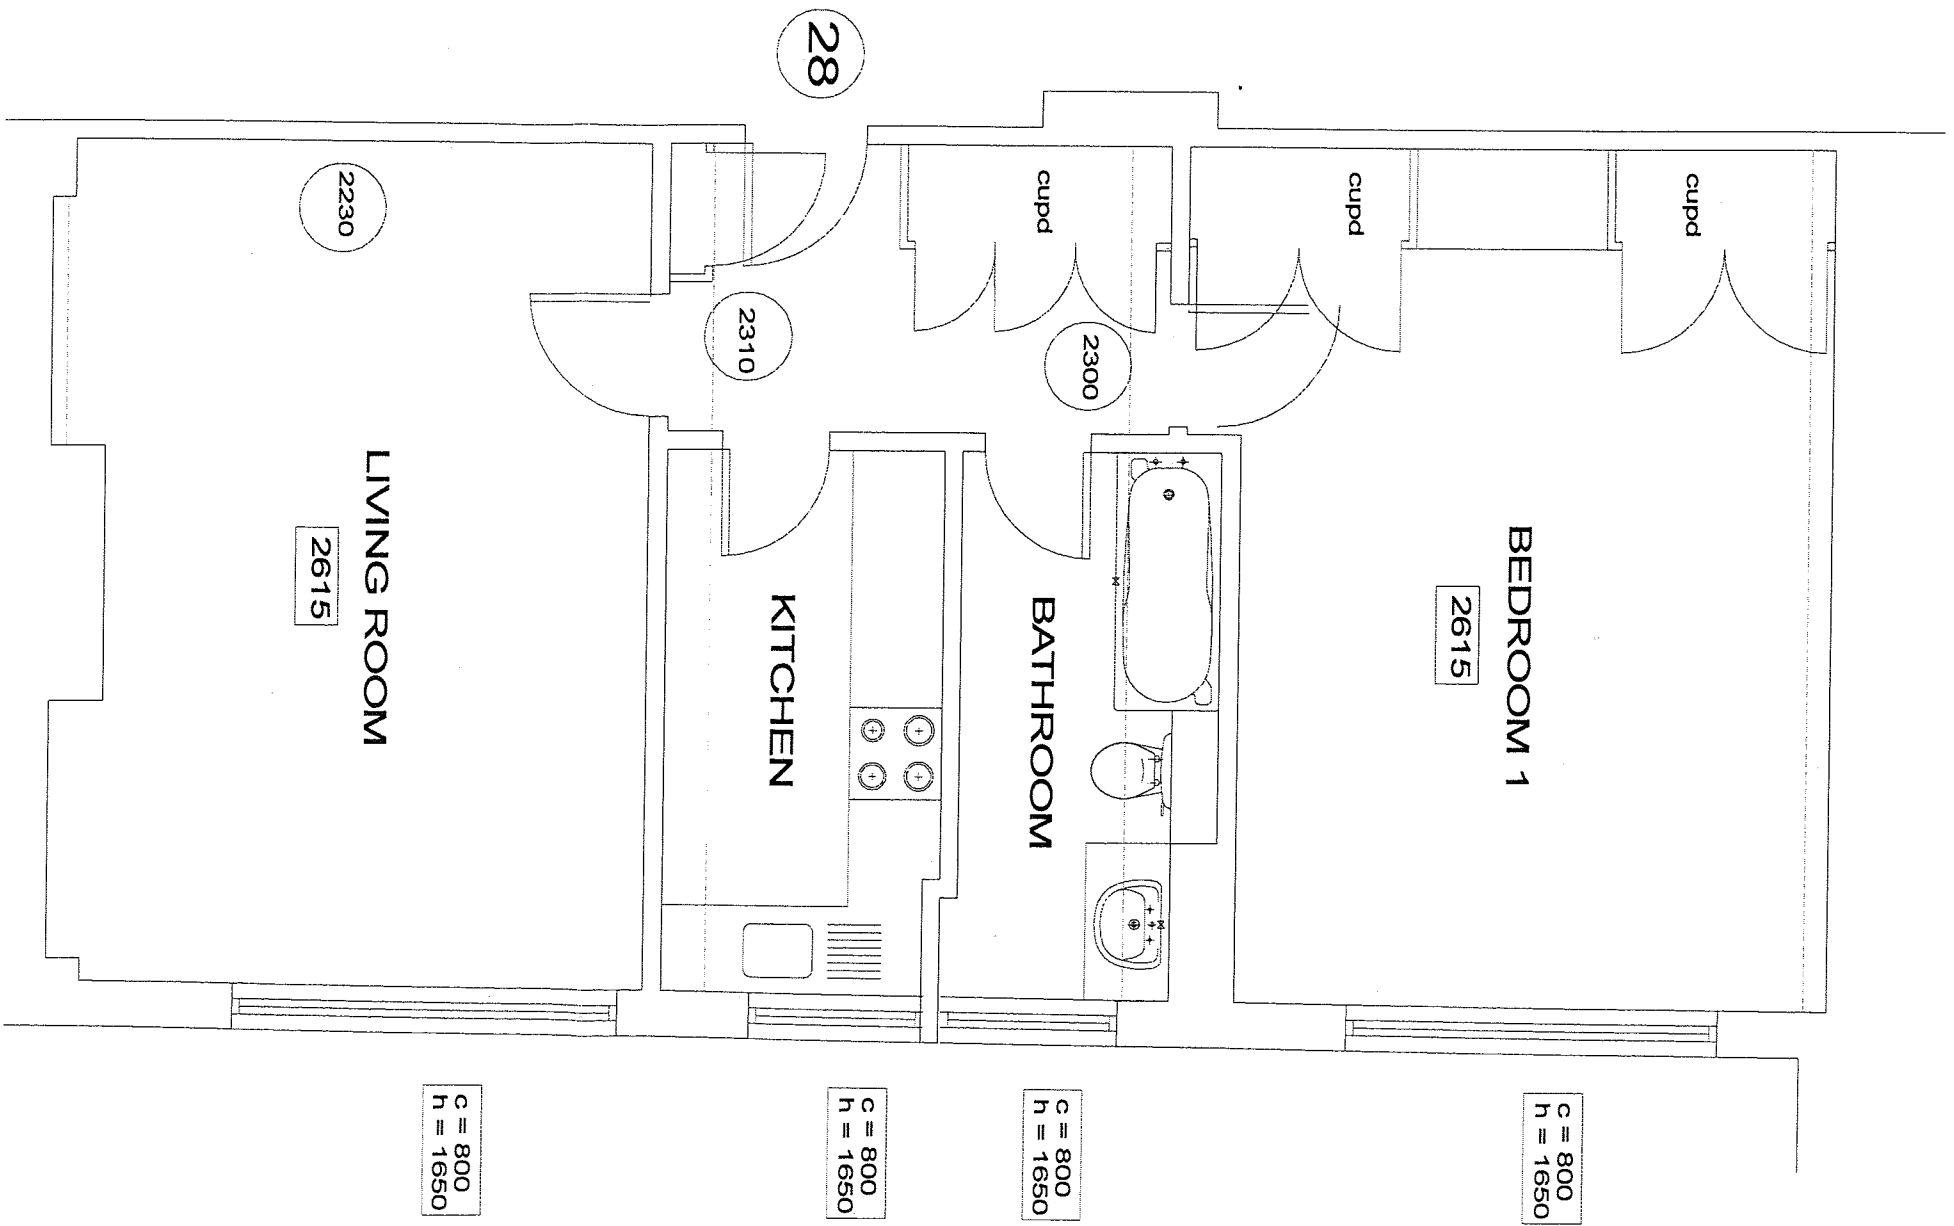 28
cupd
cupd
cupd
2230
2310
2300
LIVING ROOM
2615
KITCHEN
BATHROOM
BEDROOM 1
2615
c = 800
h = 1650
c = 800
h = 1650
c = 800
h = 1650
c = 800
h = 1650